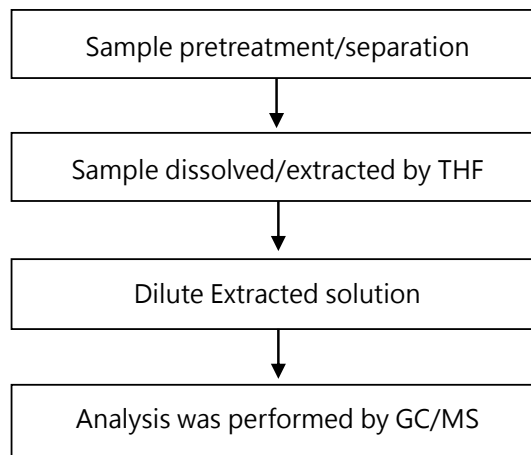 Sample pretreatment/separation
Sample dissolved/extracted by THF
Dilute Extracted solution
Analysis was performed by GC/MS